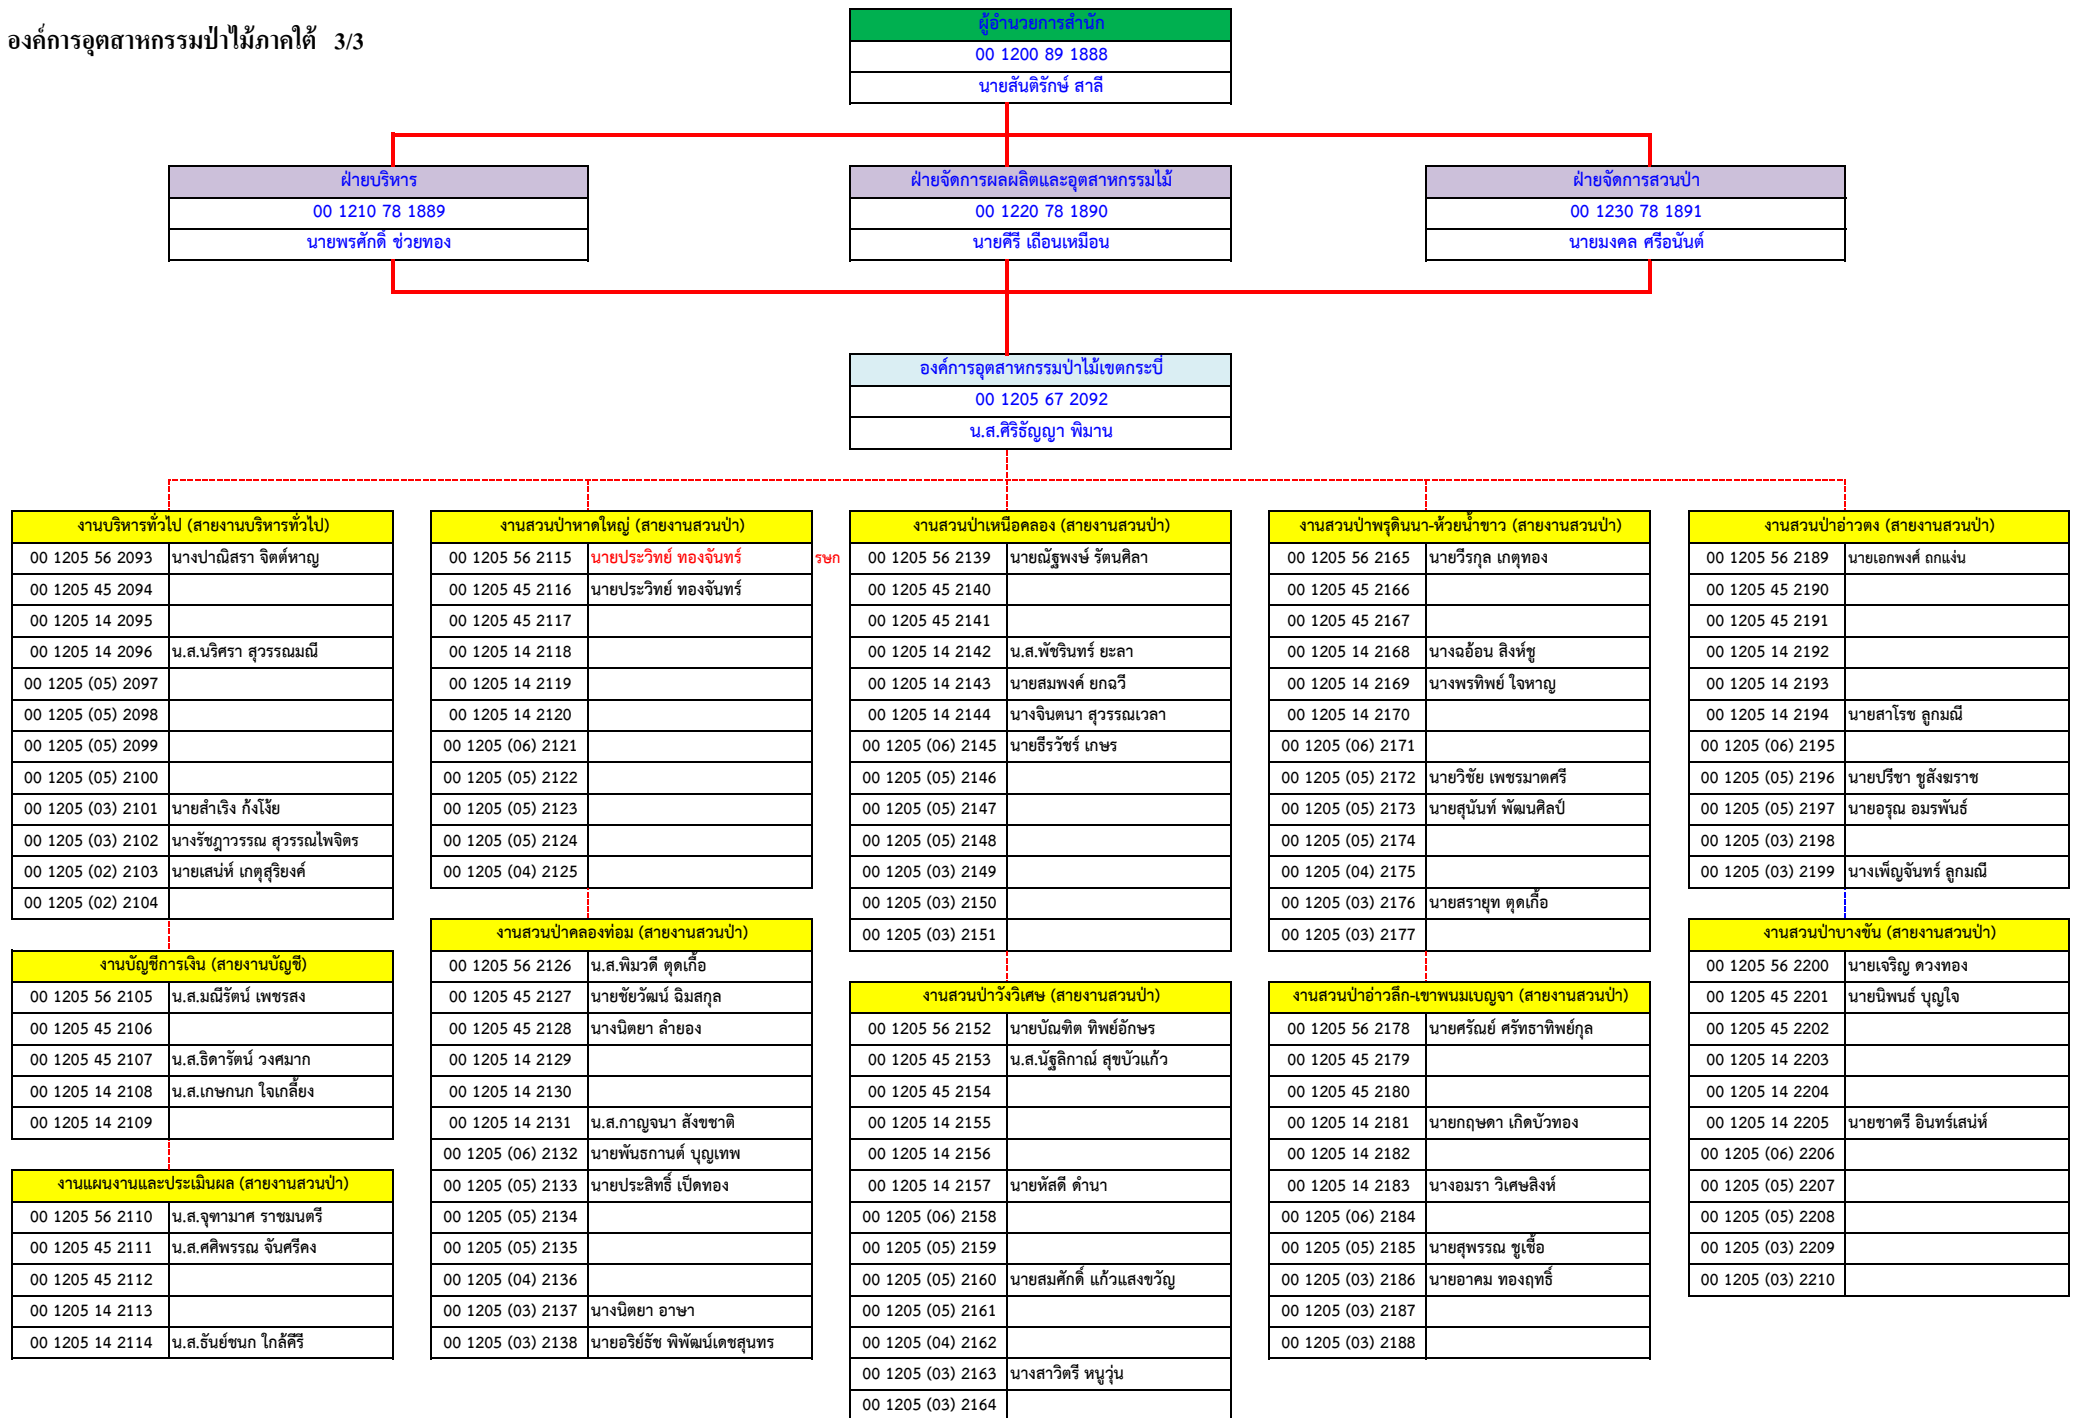 องค์การอุตสาหกรรมป่าไม้ภาคใต้ 3/3
ผู้อำนวยการสำนัก
00 1200 89 1888
นายสันติรักษ์ สาลี
ฝ่ายบริหาร
00 1210 78 1889
นายพรศักดิ์ ช่วยทอง
ฝ่ายจัดการผลผลิตและอุตสาหกรรมไม้
00 1220 78 1890
นายคีรี เถือนเหมือน
ฝ่ายจัดการสวนป่า
00 1230 78 1891
นายมงคล ศรีอนันต์
องค์การอุตสาหกรรมป่าไม้เขตกระบี่
00 1205 67 2092
น.ส.ศิริธัญญา พิมาน
งานบริหารทั่วไป (สายงานบริหารทั่วไป)
00 1205 56 2093 นางปาณิสรา จิตต์หาญ
00 1205 45 2094
00 1205 14 2095
00 1205 14 2096 น.ส.นริศรา สุวรรณมณี
00 1205 (05) 2097
00 1205 (05) 2098
00 1205 (05) 2099
00 1205 (05) 2100
00 1205 (03) 2101 นายสำเริง ก้งโง้ย
00 1205 (03) 2102 นางรัชฎาวรรณ สุวรรณไพจิตร
00 1205 (02) 2103 นายเสน่ห์ เกตุสุริยงค์
00 1205 (02) 2104
งานบัญชีการเงิน (สายงานบัญชี)
00 1205 56 2105 น.ส.มณีรัตน์ เพชรสง
00 1205 45 2106
00 1205 45 2107 น.ส.ธิดารัตน์ วงศมาก
00 1205 14 2108 น.ส.เกษกนก ใจเกลี้ยง
00 1205 14 2109
งานแผนงานและประเมินผล (สายงานสวนป่า)
00 1205 56 2110 น.ส.จุฑามาศ ราชมนตรี
00 1205 45 2111 น.ส.ศศิพรรณ จันศรีคง
00 1205 45 2112
00 1205 14 2113
00 1205 14 2114 น.ส.ธันย์ชนก ใกล้คีรี
งานสวนป่าหาดใหญ่ (สายงานสวนป่า)
00 1205 56 2115 นายประวิทย์ ทองจันทร์ รษก
00 1205 45 2116 นายประวิทย์ ทองจันทร์
00 1205 45 2117
00 1205 14 2118
00 1205 14 2119
00 1205 14 2120
00 1205 (06) 2121
00 1205 (05) 2122
00 1205 (05) 2123
00 1205 (05) 2124
00 1205 (04) 2125
งานสวนป่าคลองท่อม (สายงานสวนป่า)
00 1205 56 2126 น.ส.พิมวดี ตุดเกื้อ
00 1205 45 2127 นายชัยวัฒน์ ฉิมสกุล
00 1205 45 2128 นางนิตยา ลำยอง
00 1205 14 2129
00 1205 14 2130
00 1205 14 2131 น.ส.กาญจนา สังขชาติ
00 1205 (06) 2132 นายพันธกานต์ บุญเทพ
00 1205 (05) 2133 นายประสิทธิ์ เป็ดทอง
00 1205 (05) 2134
00 1205 (05) 2135
00 1205 (04) 2136
00 1205 (03) 2137 นางนิตยา อาษา
00 1205 (03) 2138 นายอริย์ธัช พิพัฒน์เดชสุนทร
งานสวนป่าเหนือคลอง (สายงานสวนป่า)
00 1205 56 2139 นายณัฐพงษ์ รัตนศิลา
00 1205 45 2140
00 1205 45 2141
00 1205 14 2142 น.ส.พัชรินทร์ ยะลา
00 1205 14 2143 นายสมพงค์ ยกฉวี
00 1205 14 2144 นางจินตนา สุวรรณเวลา
00 1205 (06) 2145 นายธีรวัชร์ เกษร
00 1205 (05) 2146
00 1205 (05) 2147
00 1205 (05) 2148
00 1205 (03) 2149
00 1205 (03) 2150
00 1205 (03) 2151
งานสวนป่าวังวิเศษ (สายงานสวนป่า)
00 1205 56 2152 นายบัณฑิต ทิพย์อักษร
00 1205 45 2153 น.ส.นัฐลิกาณ์ สุขบัวแก้ว
00 1205 45 2154
00 1205 14 2155
00 1205 14 2156
00 1205 14 2157 นายหัสดี ดำนา
00 1205 (06) 2158
00 1205 (05) 2159
00 1205 (05) 2160 นายสมศักดิ์ แก้วแสงขวัญ
00 1205 (05) 2161
00 1205 (04) 2162
00 1205 (03) 2163 นางสาวิตรี หนูวุ่น
00 1205 (03) 2164
งานสวนป่าพรุดินนา-ห้วยน้ำขาว (สายงานสวนป่า)
00 1205 56 2165 นายวีรกุล เกตุทอง
00 1205 45 2166
00 1205 45 2167
00 1205 14 2168 นางฉอ้อน สิงห์ชู
00 1205 14 2169 นางพรทิพย์ ใจหาญ
00 1205 14 2170
00 1205 (06) 2171
00 1205 (05) 2172 นายวิชัย เพชรมาตศรี
00 1205 (05) 2173 นายสุนันท์ พัฒนศิลป์
00 1205 (05) 2174
00 1205 (04) 2175
00 1205 (03) 2176 นายสรายุท ตุดเกื้อ
00 1205 (03) 2177
งานสวนป่าอ่าวลึก-เขาพนมเบญจา (สายงานสวนป่า)
00 1205 56 2178 นายศรัณย์ ศรัทธาทิพย์กุล
00 1205 45 2179
00 1205 45 2180
00 1205 14 2181 นายกฤษดา เกิดบัวทอง
00 1205 14 2182
00 1205 14 2183 นางอมรา วิเศษสิงห์
00 1205 (06) 2184
00 1205 (05) 2185 นายสุพรรณ ชูเชื้อ
00 1205 (03) 2186 นายอาคม ทองฤทธิ์
00 1205 (03) 2187
00 1205 (03) 2188
งานสวนป่าอ่าวตง (สายงานสวนป่า)
00 1205 56 2189 นายเอกพงศ์ ถกแง่น
00 1205 45 2190
00 1205 45 2191
00 1205 14 2192
00 1205 14 2193
00 1205 14 2194 นายสาโรช ลูกมณี
00 1205 (06) 2195
00 1205 (05) 2196 นายปรีชา ชูสังฆราช
00 1205 (05) 2197 นายอรุณ อมรพันธ์
00 1205 (03) 2198
00 1205 (03) 2199 นางเพ็ญจันทร์ ลูกมณี
งานสวนป่าบางขัน (สายงานสวนป่า)
00 1205 56 2200 นายเจริญ ดวงทอง
00 1205 45 2201 นายนิพนธ์ บุญใจ
00 1205 45 2202
00 1205 14 2203
00 1205 14 2204
00 1205 14 2205 นายชาตรี อินทร์เสน่ห์
00 1205 (06) 2206
00 1205 (05) 2207
00 1205 (05) 2208
00 1205 (03) 2209
00 1205 (03) 2210